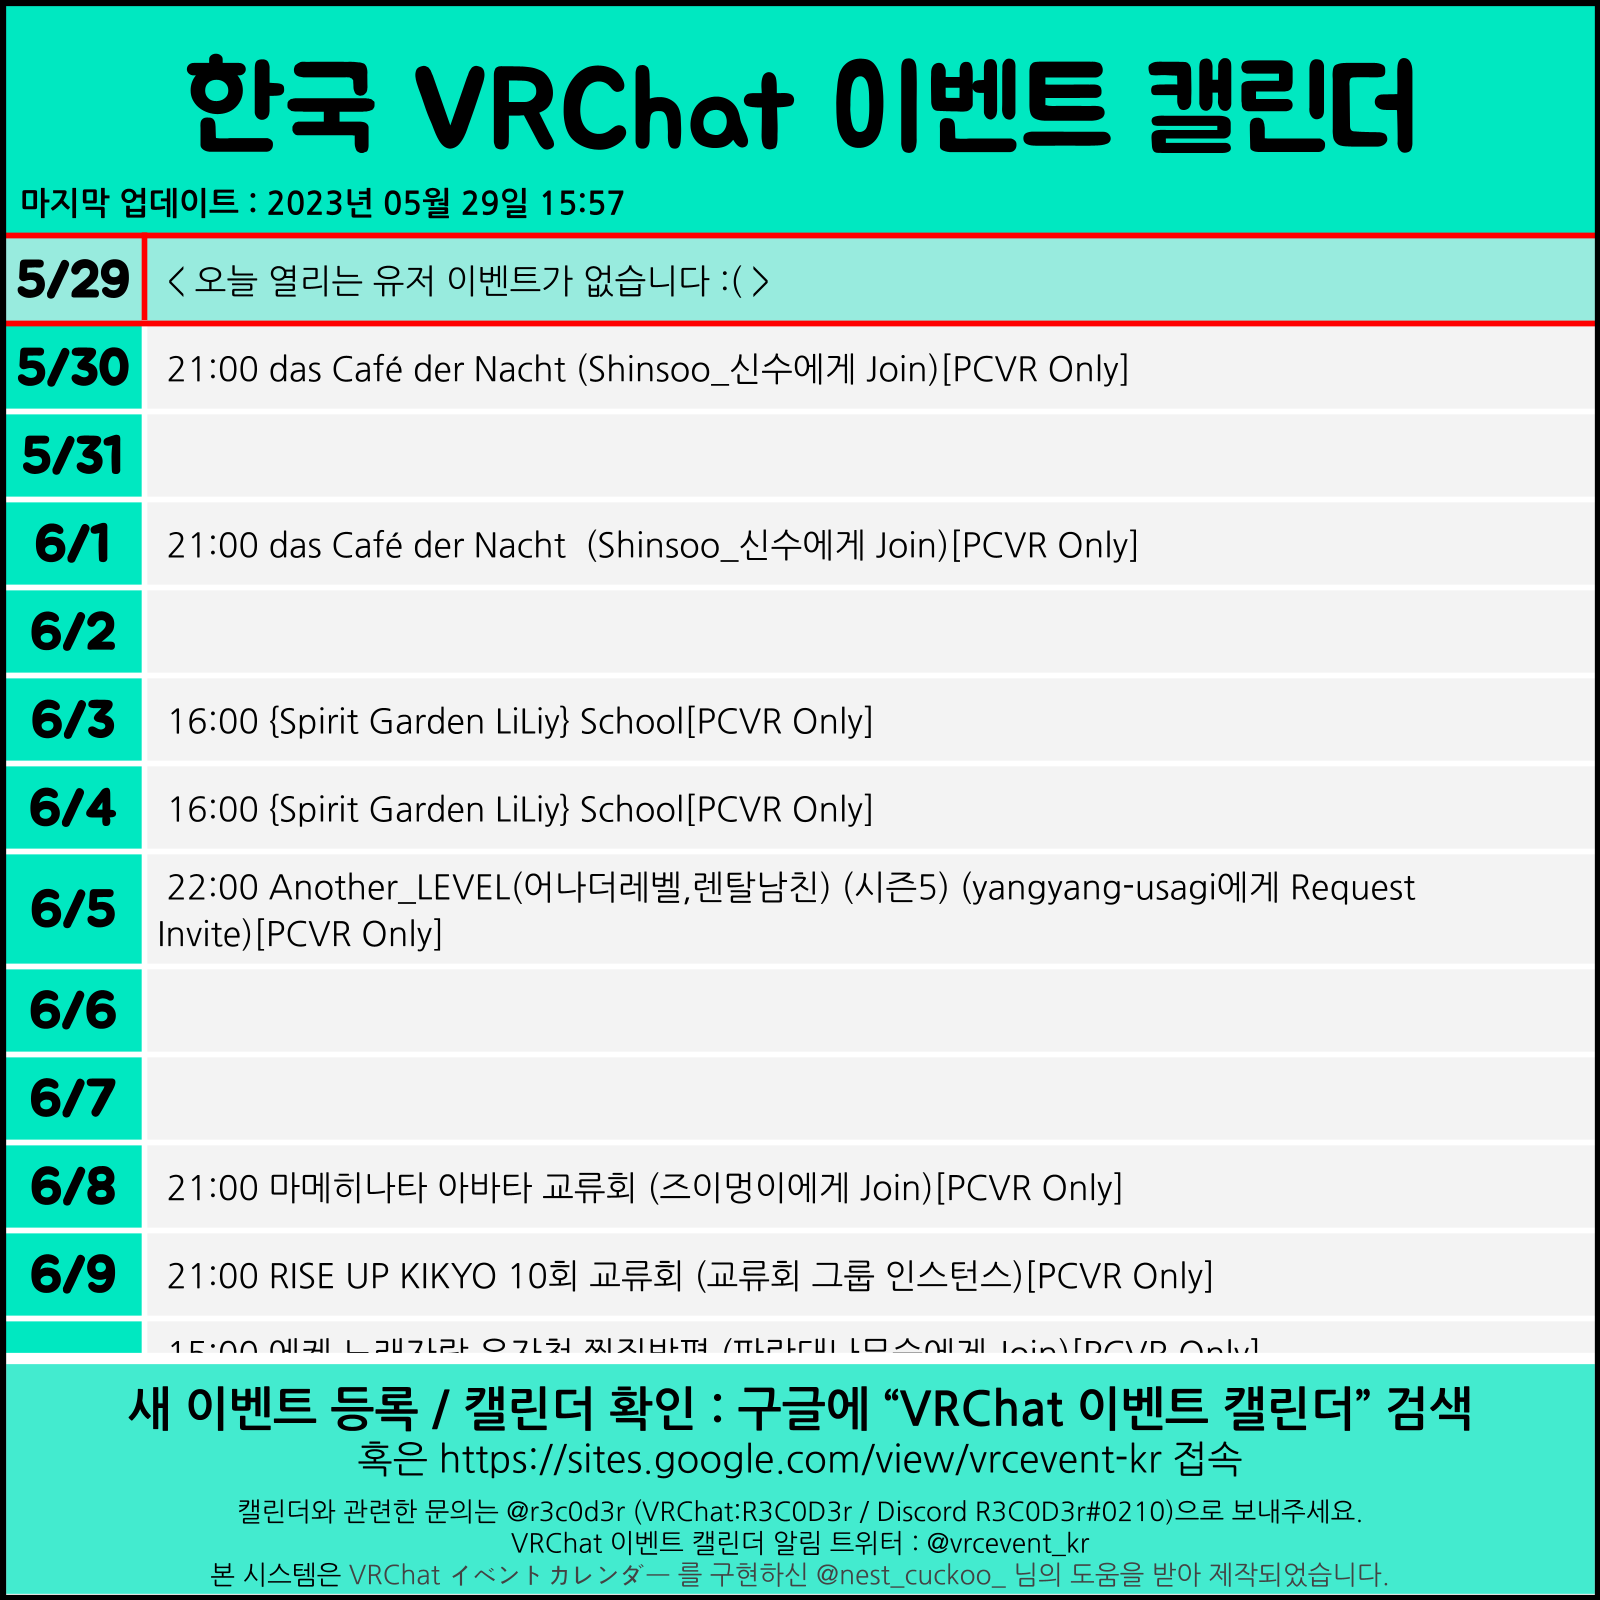 한국 VRChat 이벤트 캘린더
마지막 업데이트 : 2023년 05월 29일 15:57
5/29 < 오늘 열리는 유저 이벤트가 없습니다 :( >
5/30 21:00 das Café der Nacht (Shinsoo_신수에게 Join)[PCVR Only]
5/31
6/1 21:00 das Café der Nacht (Shinsoo_신수에게 Join)[PCVR Only]
6/2
6/3 16:00 {Spirit Garden LiLiy} School[PCVR Only]
6/4 16:00 {Spirit Garden LiLiy} School[PCVR Only]
6/5 22:00 Another_LEVEL(어나더레벨,렌탈남친) (시즌5) (yangyang-usagi에게 Request
Invite)[PCVR Only]
6/6
6/7
6/8 21:00 마메히나타 아바타 교류회 (즈이멍이에게 Join)[PCVR Only]
6/9 21:00 RISE UP KIKYO 10회 교류회 (교류회 그룹 인스턴스)[PCVR Only]
15:00 Join)[PCVR Only]
새 이벤트 등록 / 캘린더 확인 : 구글에 “VRChat 이벤트 캘린더” 검색
혹은 https://sites.google.com/view/vrcevent-kr 접속
캘린더와 관련한 문의는 @r3c0d3r (VRChat:R3C0D3r / Discord R3C0D3r#0210)으로 보내주세요.
VRChat 이벤트 캘린더 알림 트위터 : @vrcevent_kr
본 시스템은 VRChat イベントカレンダー 를 구현하신 @nest_cuckoo_ 님의 도움을 받아 제작되었습니다.